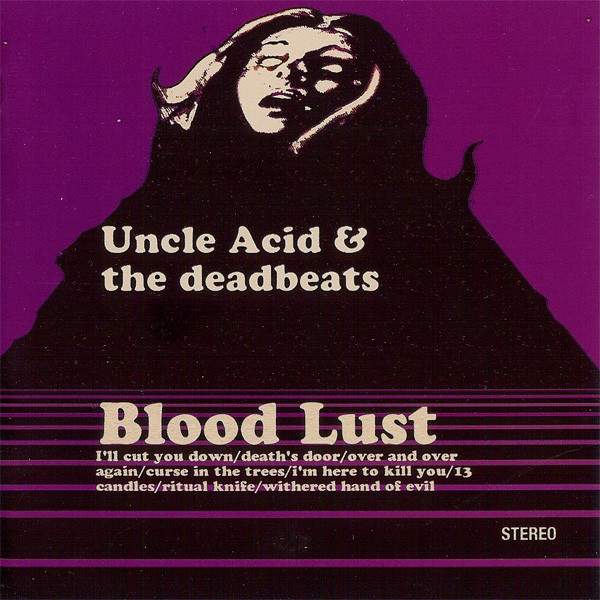 Uncle Acid &
the deadbeats
Blood Lust
I'll cut you down/death's door/over and over
again/curse in the trees/i'm here to kill you/13
candles/ritual knife/withered hand of evil
STEREO